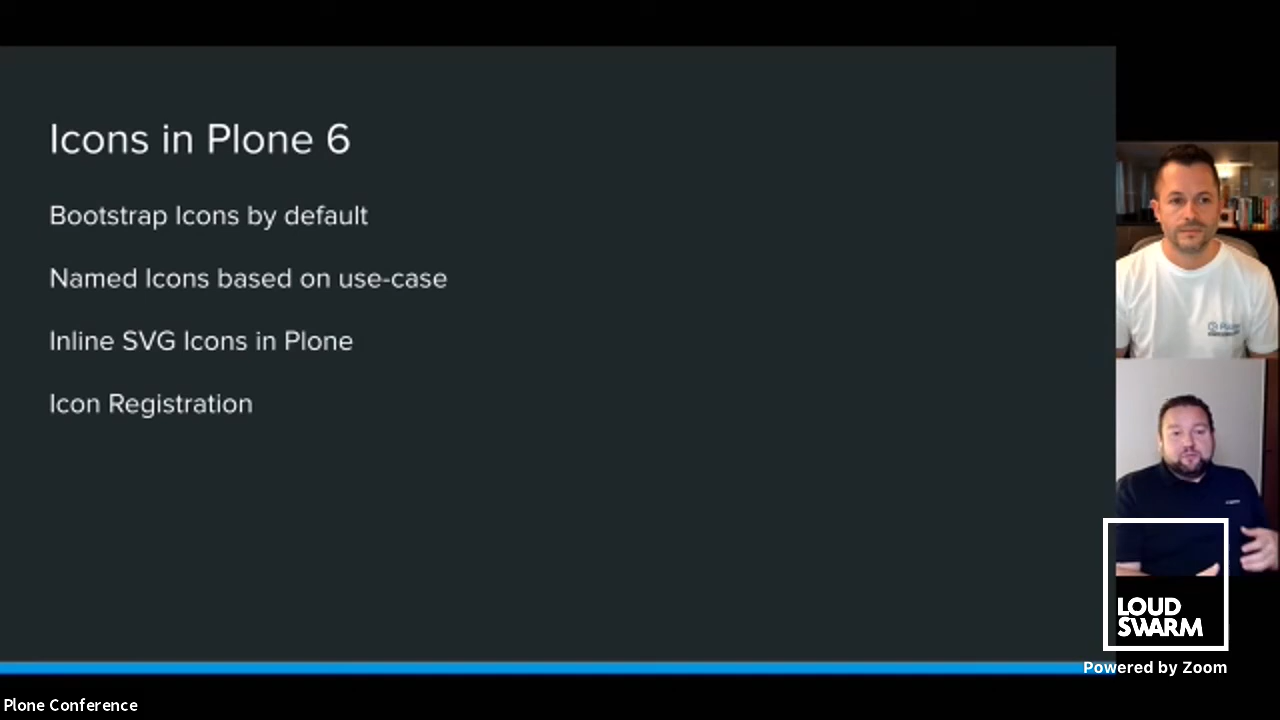 Icons in Plone 6
Bootstrap Icons by default
Named Icons based on use-case
Inline SVG Icons in Plone
Icon Registration
LOUD
SWARM
Powered by Zoom
Plone Conference